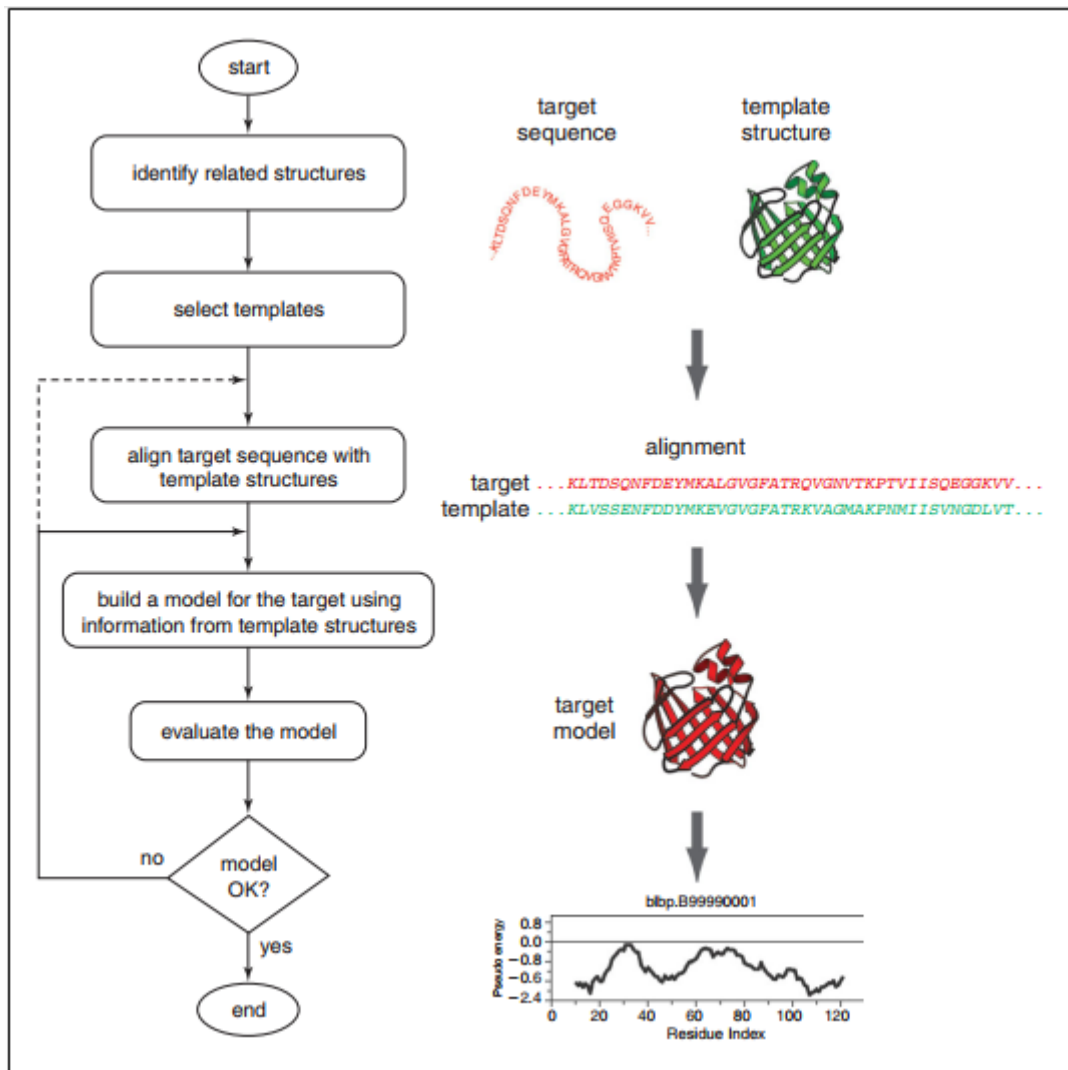 start
identify related structures
select templates
align target sequence with
template structures
build a model for the target using
information from template structures
evaluate the model
no
model
OK?
yes
end
target
sequence
template
structure
alignment
target ...KLTDSQNFDEYMKALGVGFATRQVGNVTKPTVIISQEGGKVV...
template ...KLVSSENFDDYMKEVGVGFATRKVAGMAKPNMIISVNGDLVT...
target
model
blbp.B99990001
Pseudo energy
0.8
0.0
−0.8
−0.6
−2.4
0 20 40 60 80 100 120
Residue Index